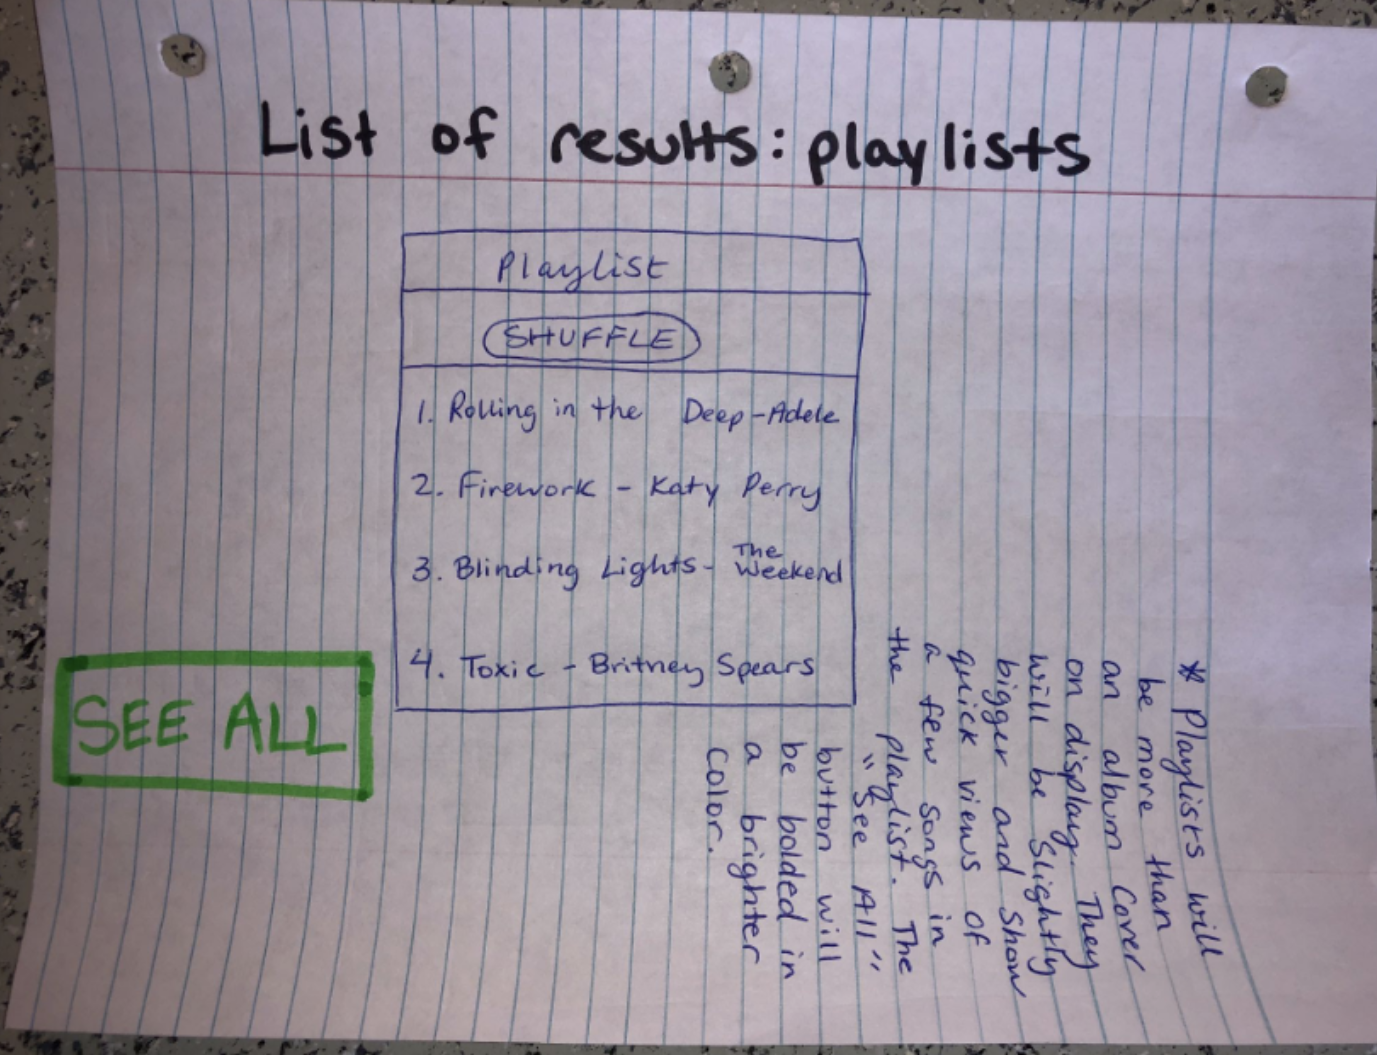 List of results: playlists
Playlist
SHUFFLE
1. Rolling in the Deep - Adele
2. Firework - Katy Perry
3. Blinding Lights - The Weekend
4. Toxic - Britney Spears
SEE ALL
* Playlists will
be more than
an album cover
on display. They
will be slightly
bigger and show
quick views of
a few songs in
the playlist. The
"See All"
button will
be bolded in
a brighter
color.